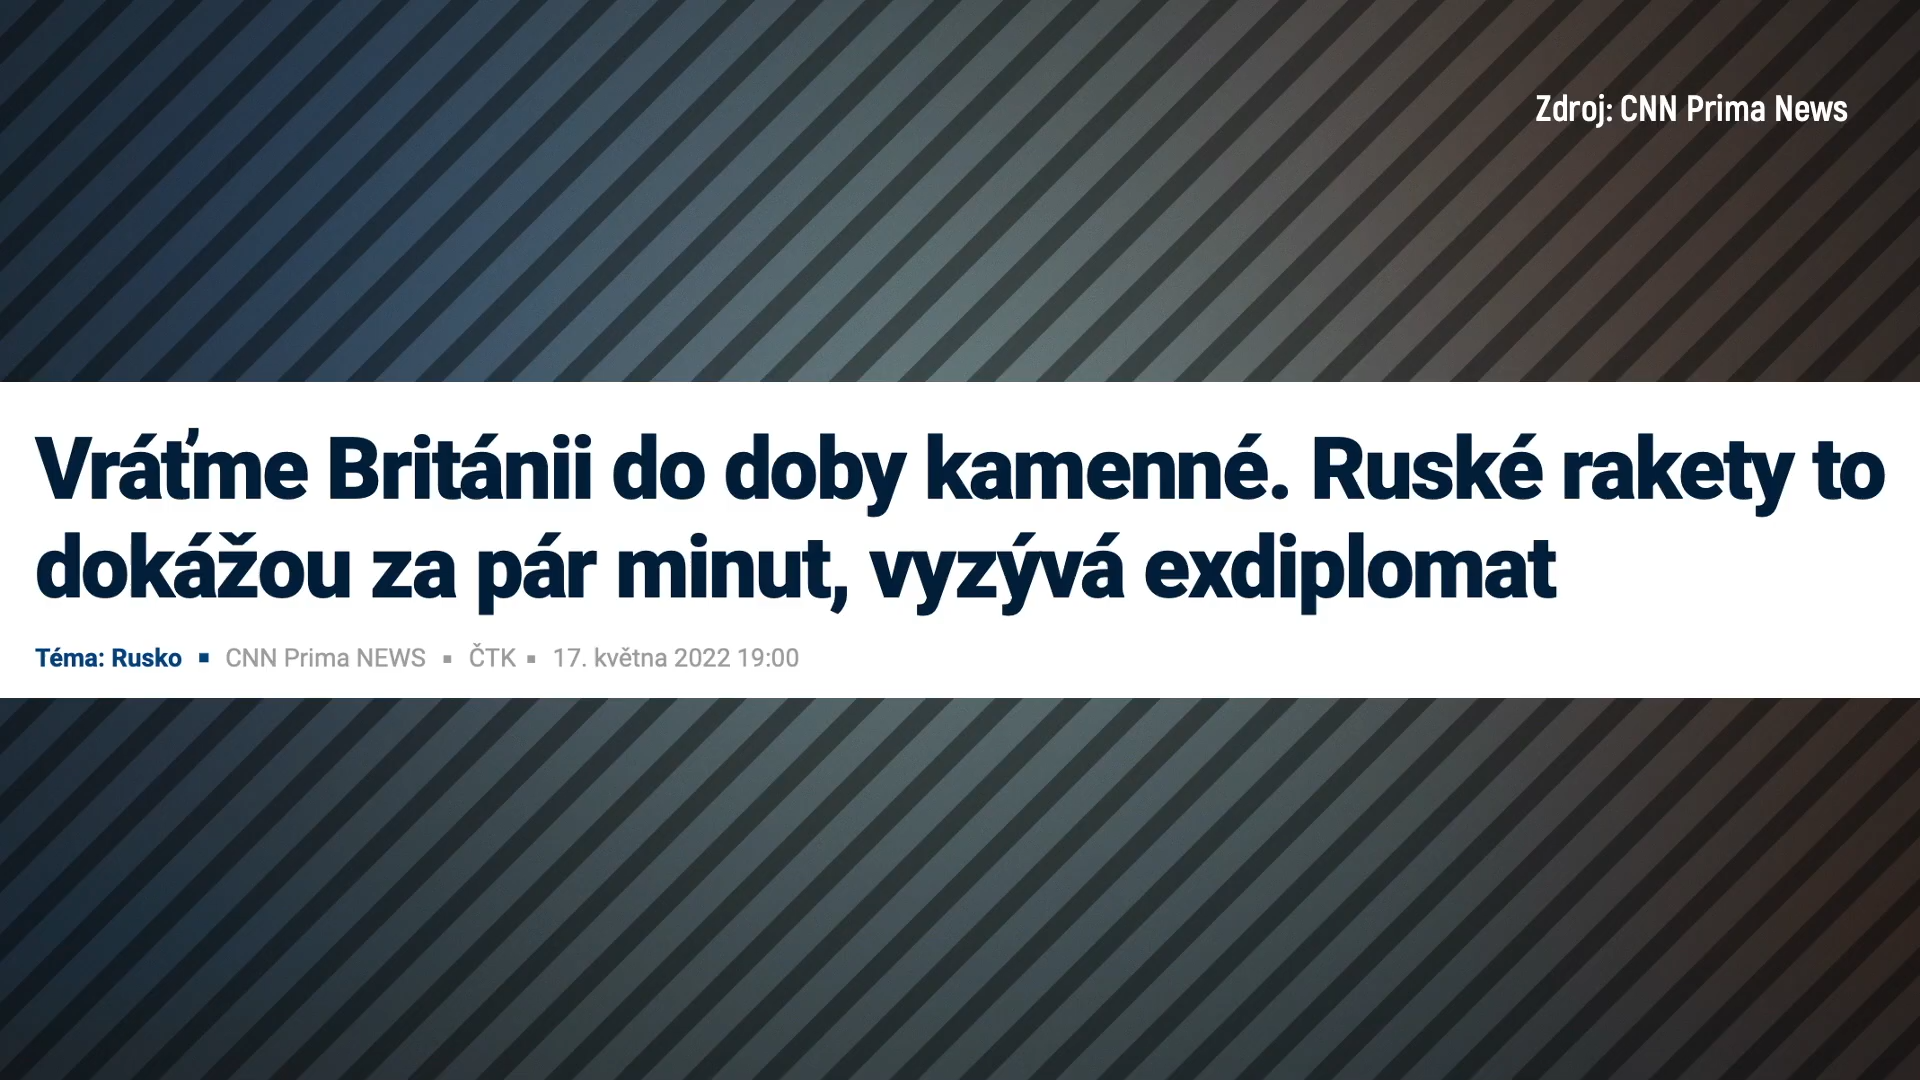 Zdroj: CNN Prima News
Vráťme Británii do doby kamenné. Ruské rakety to
dokážou za pár minut, vyzývá exdiplomat
Téma: Rusko ▪ CNN Prima NEWS ▪ ČTK ▪ 17. května 2022 19:00